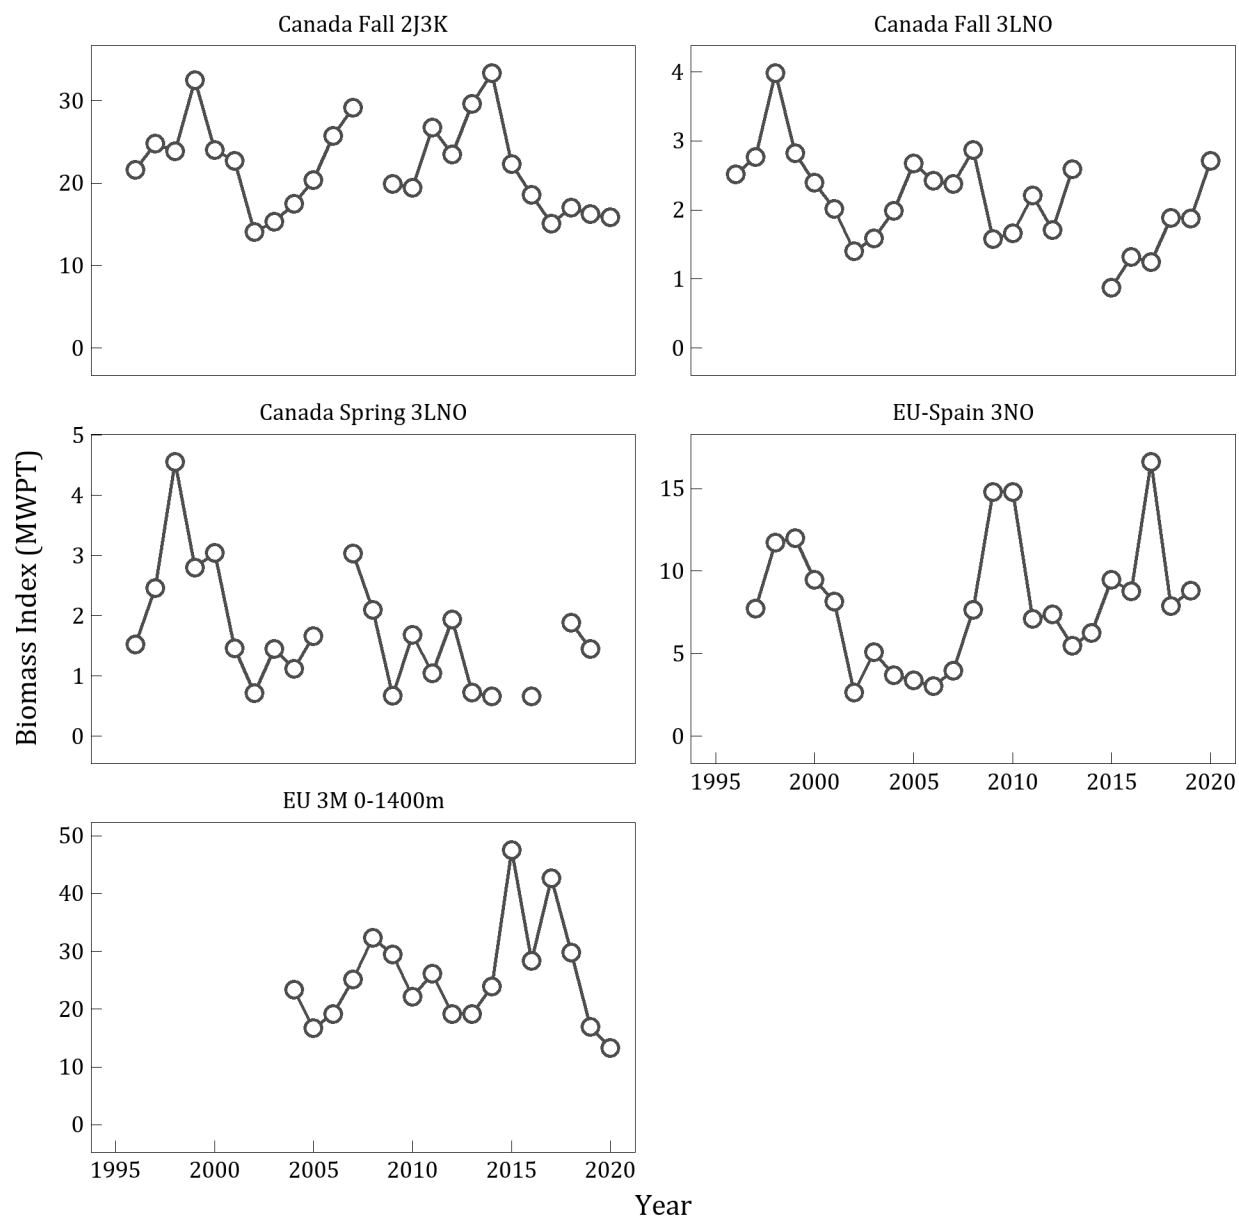 Canada Fall 2J3K
Canada Fall 3LNO
30
20
10
0
4
3
2
1
0
Canada Spring 3LNO
EU-Spain 3NO
5
4
3
2
1
0
15
10
5
0
1995 2000 2005 2010 2015 2020
Biomass Index (MWPT)
EU 3M 0-1400m
50
40
30
20
10
0
1995 2000 2005 2010 2015 2020
Year